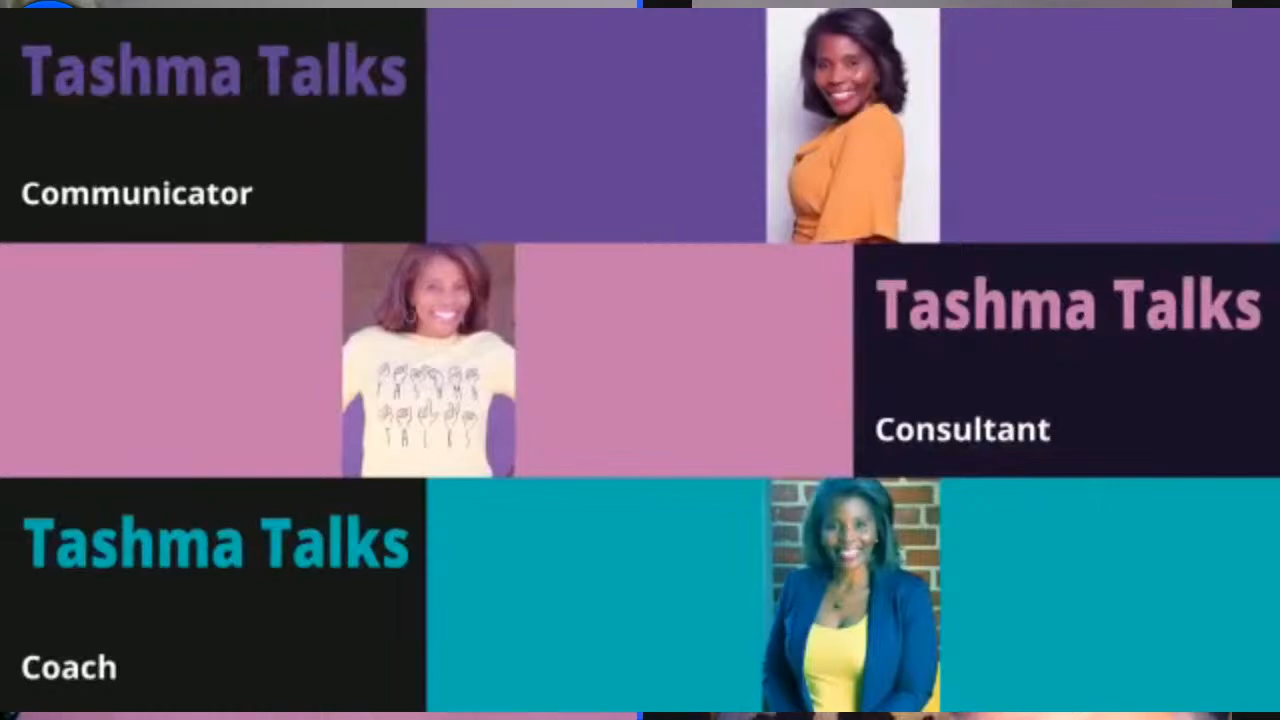 Tashma Talks
Communicator
Tashma Talks
Consultant
T A L K S
Tashma Talks
Coach